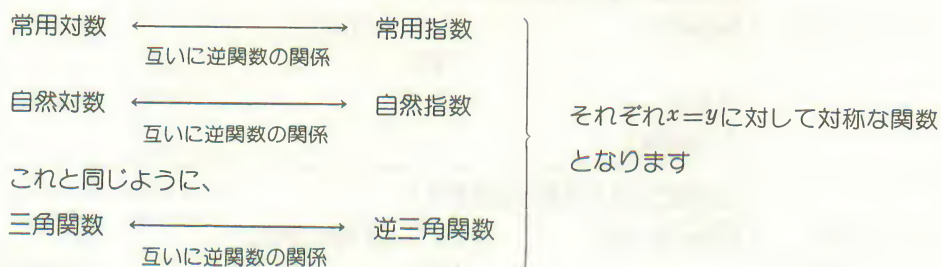 常用対数 ←→ 常用指数
互いに逆関数の関係
自然対数 ←→ 自然指数
互いに逆関数の関係
これと同じように、
三角関数 ←→ 逆三角関数
互いに逆関数の関係
それぞれx=yに対して対称な関数
となります